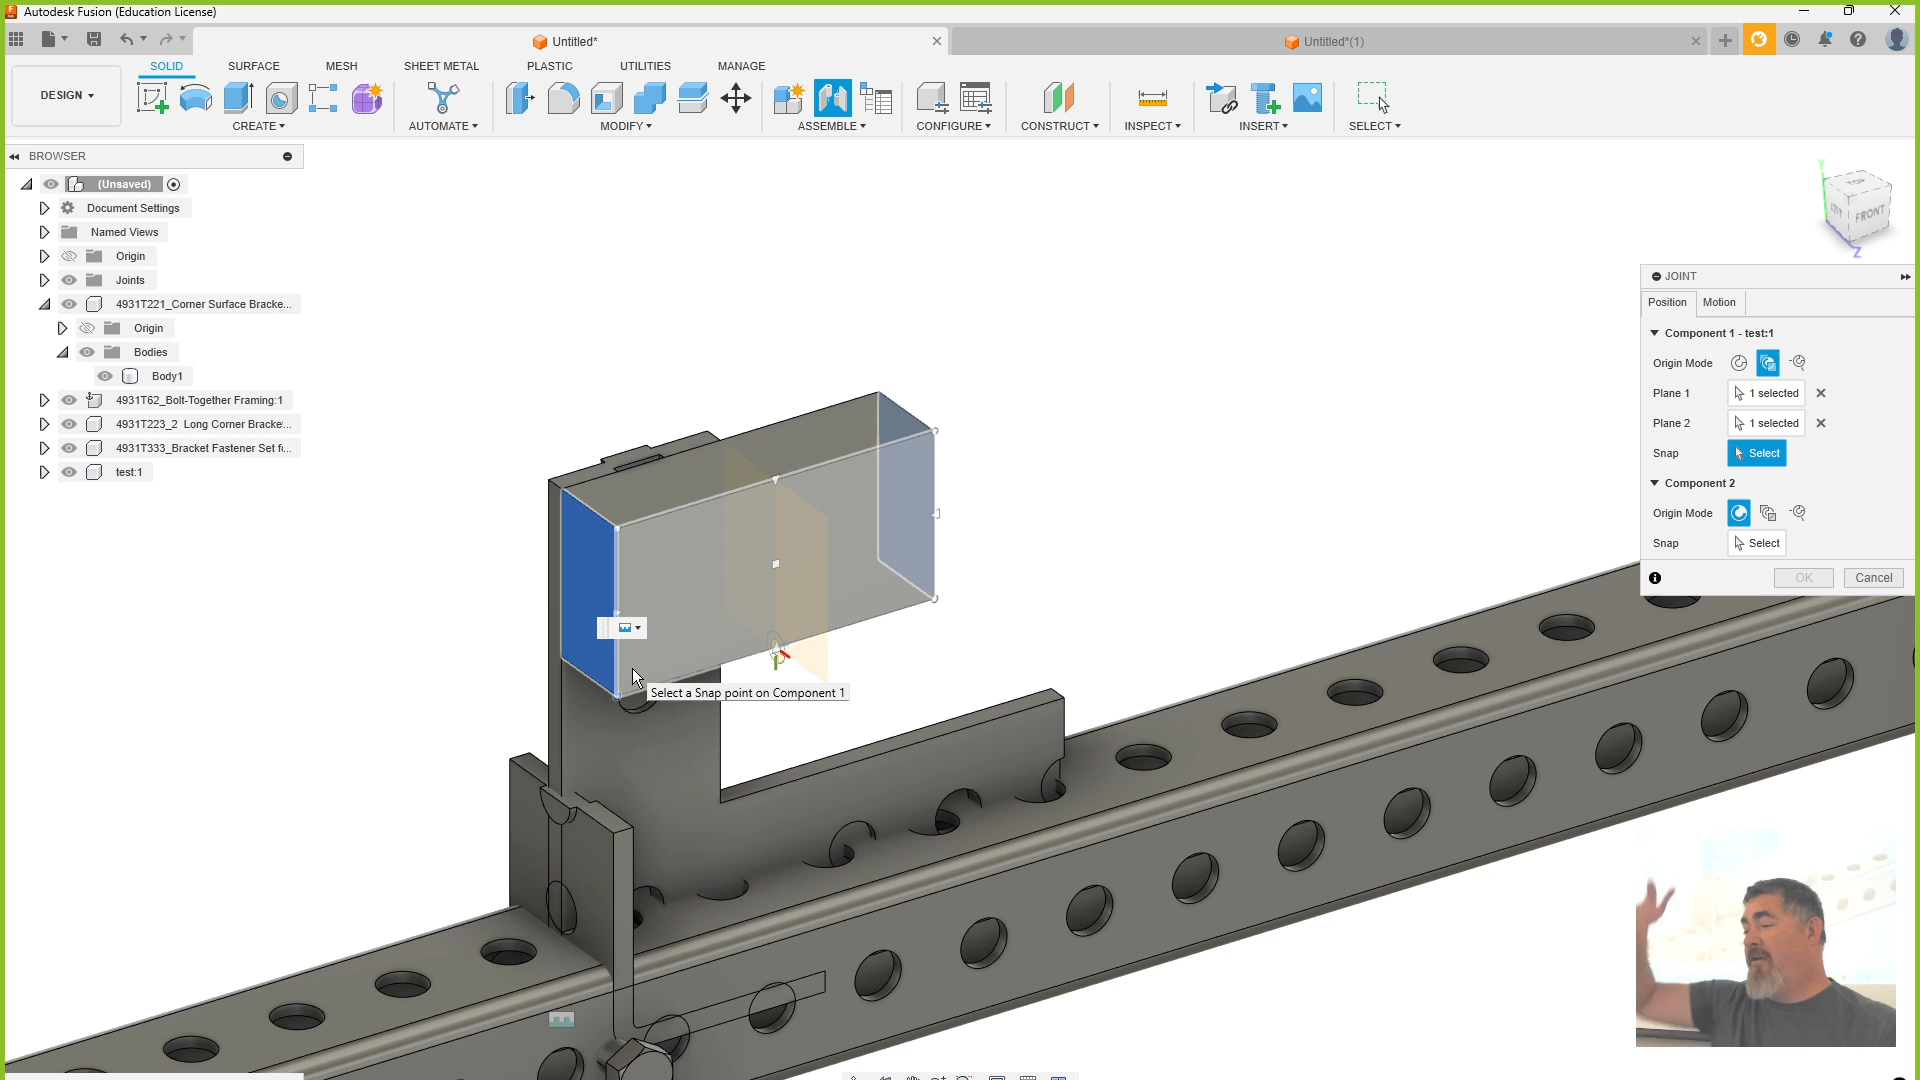 Autodesk Fusion (Education License)
Untitled*
Untitled*(1)
DESIGN
SOLID
SURFACE
MESH
SHEET METAL
PLASTIC
UTILITIES
MANAGE
CREATE
AUTOMATE
MODIFY
ASSEMBLE
CONFIGURE
CONSTRUCT
INSPECT
INSERT
SELECT
BROWSER
(Unsaved)
Document Settings
Named Views
Origin
Joints
4931T221_Corner Surface Bracke...
Origin
Bodies
Body1
4931T62_Bolt-Together Framing:1
4931T223_2 Long Corner Bracke...
4931T333_Bracket Fastener Set f...
test:1
TOP
FRONT
Y
Z
JOINT
Position
Motion
Component 1 - test:1
Origin Mode
Plane 1
1 selected
Plane 2
1 selected
Snap
Select
Component 2
Origin Mode
Snap
Select
OK
Cancel
Select a Snap point on Component 1